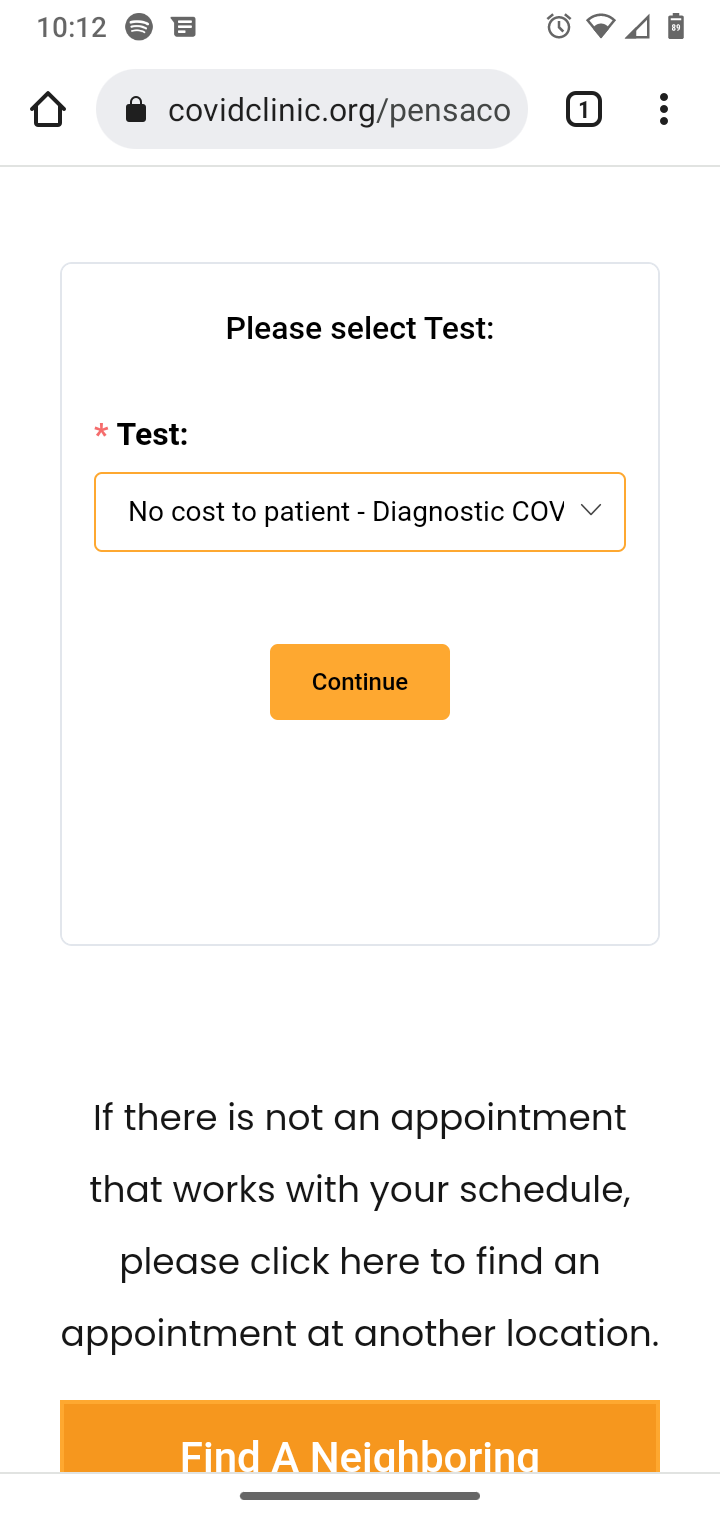 10:12
89
covidclinic.org/pensaco
1
Please select Test:
* Test:
No cost to patient - Diagnostic COV
Continue
If there is not an appointment
that works with your schedule,
please click here to find an
appointment at another location.
Find A Neighboring